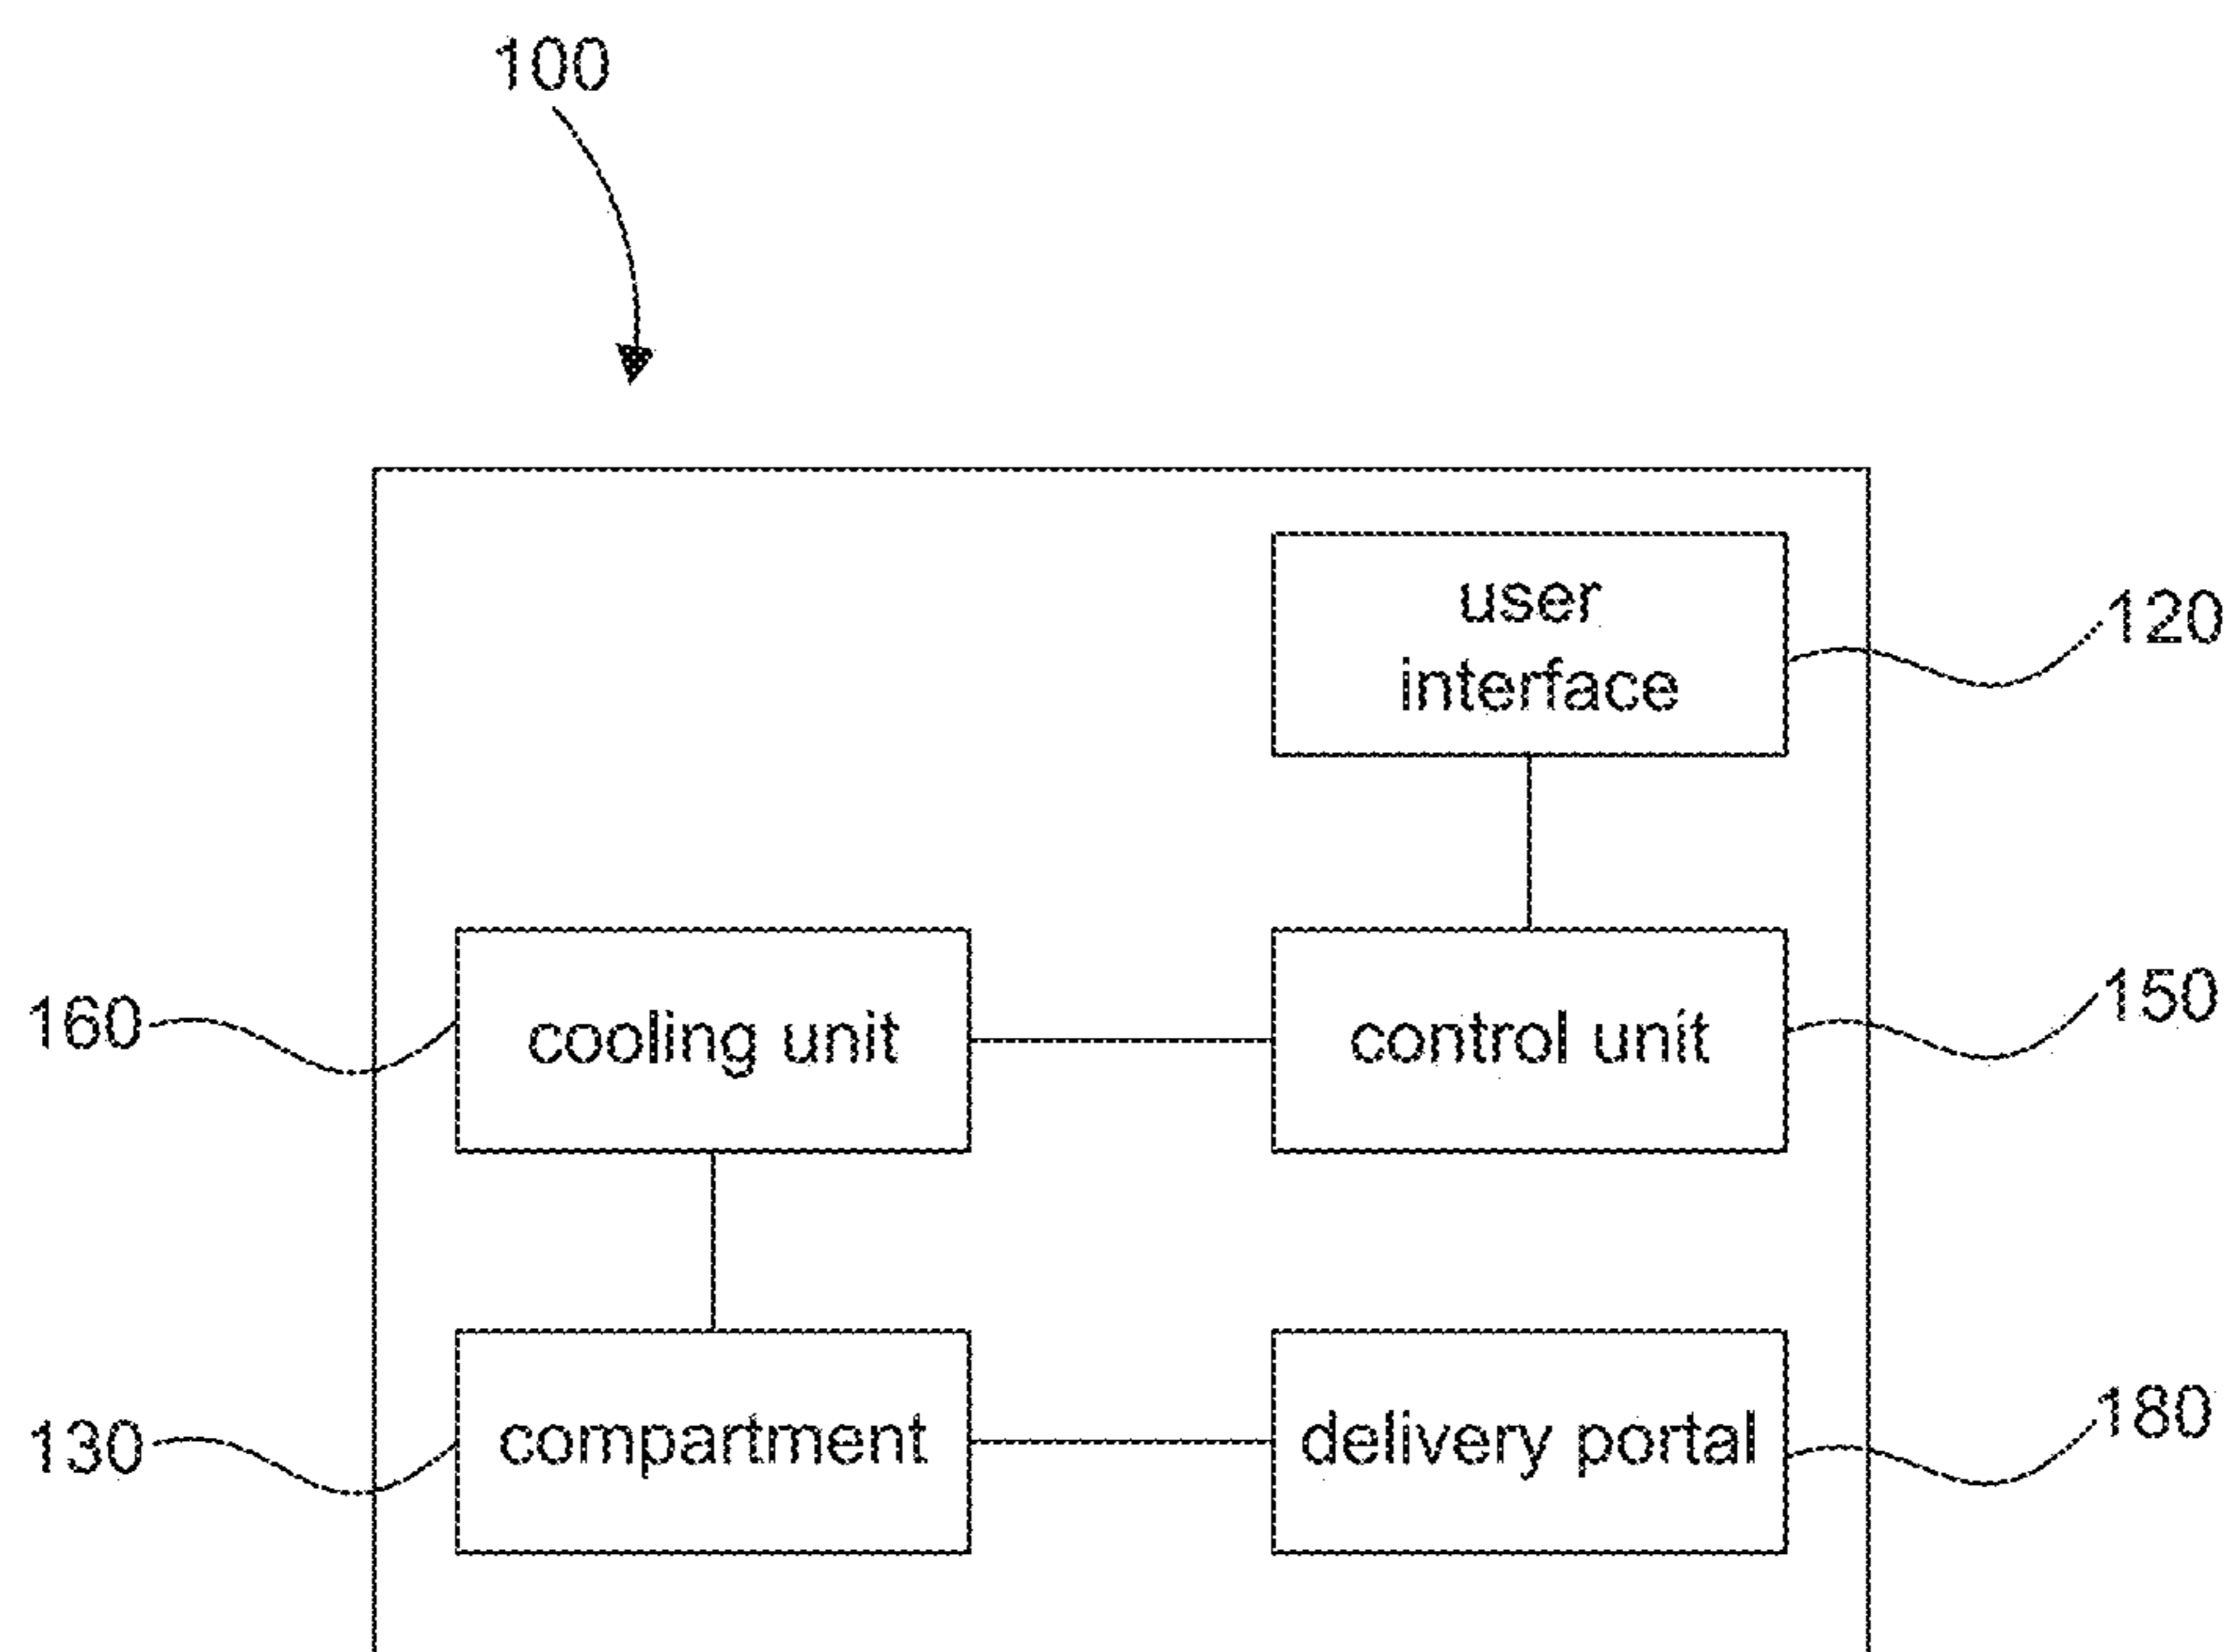 100
user
interface
120
160
cooling unit
control unit
150
130
compartment
delivery portal
180